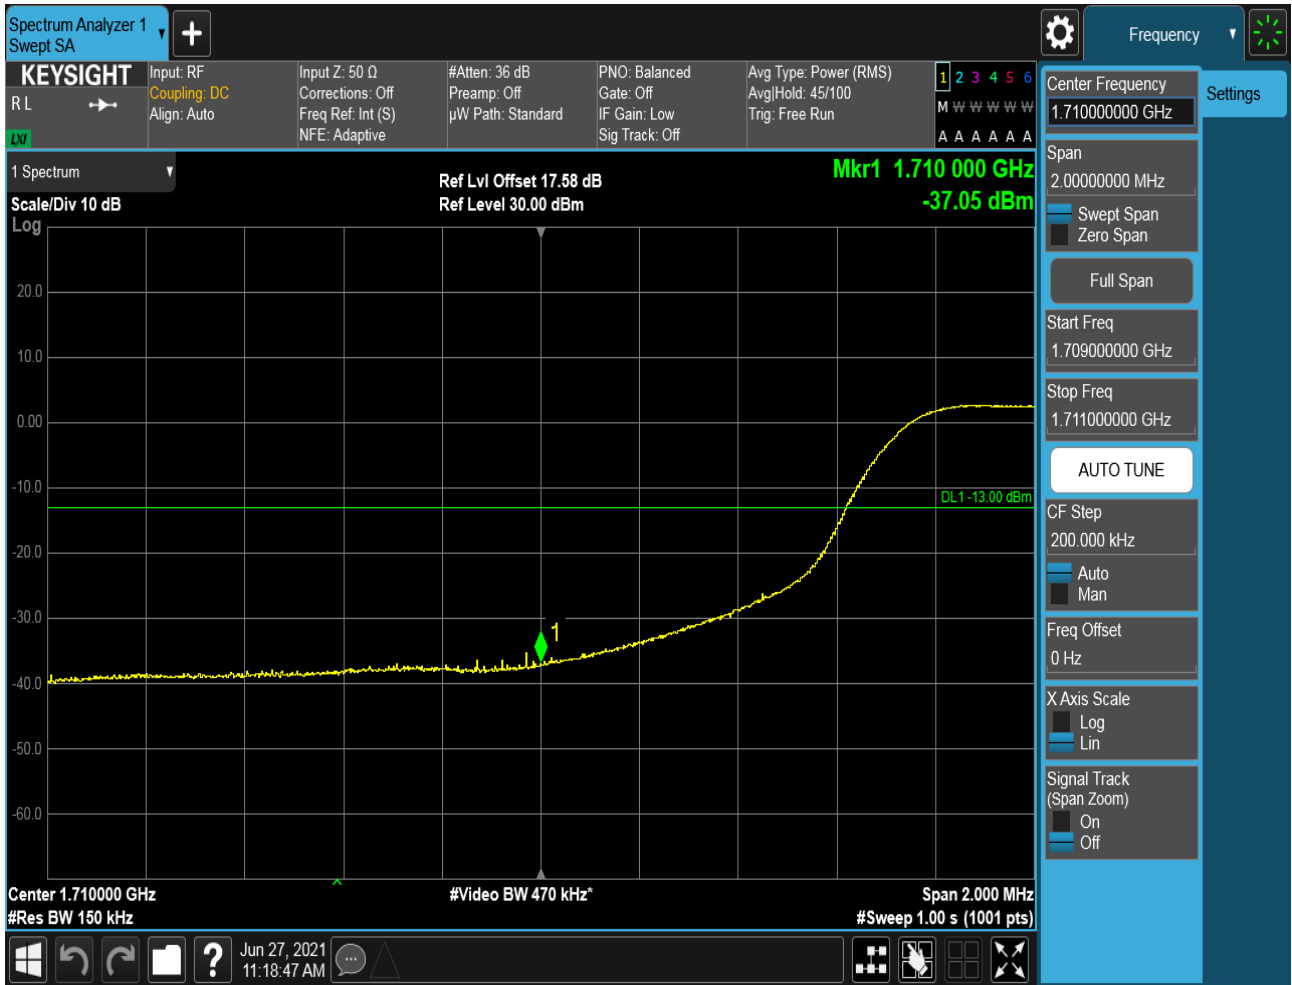 Spectrum Analyzer 1
Swept SA
Frequency
KEYSIGHT
R L
LXI
Input: RF
Coupling: DC
Align: Auto
Input Z: 50 Ω
Corrections: Off
Freq Ref: Int (S)
NFE: Adaptive
#Atten: 36 dB
Preamp: Off
µW Path: Standard
PNO: Balanced
Gate: Off
IF Gain: Low
Sig Track: Off
Avg Type: Power (RMS)
Avg|Hold: 45/100
Trig: Free Run
1 2 3 4 5 6
M W W W W W
A A A A A A
1 Spectrum
Scale/Div 10 dB
Log
Ref Lvl Offset 17.58 dB
Ref Level 30.00 dBm
Mkr1 1.710 000 GHz
-37.05 dBm
20.0
10.0
0.00
-10.0
-20.0
-30.0
-40.0
-50.0
-60.0
DL1 -13.00 dBm
1
Center 1.710000 GHz
#Res BW 150 kHz
#Video BW 470 kHz*
Span 2.000 MHz
#Sweep 1.00 s (1001 pts)
Jun 27, 2021
11:18:47 AM
Center Frequency
1.710000000 GHz
Settings
Span
2.00000000 MHz
Swept Span
Zero Span
Full Span
Start Freq
1.709000000 GHz
Stop Freq
1.711000000 GHz
AUTO TUNE
CF Step
200.000 kHz
Auto
Man
Freq Offset
0 Hz
X Axis Scale
Log
Lin
Signal Track
(Span Zoom)
On
Off